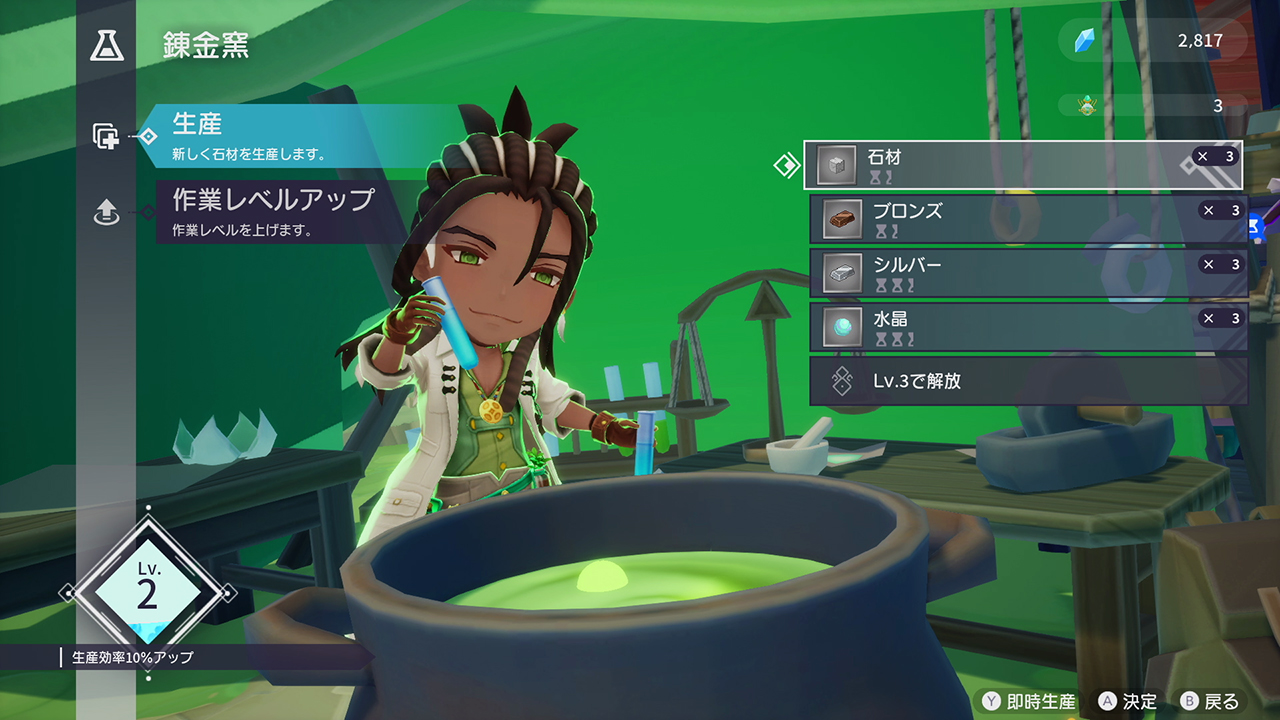 錬金窯
2,817
3
生産
新しく石材を生産します。
作業レベルアップ
作業レベルを上げます。
石材
× 3
ブロンズ
× 3
シルバー
× 3
水晶
× 3
Lv.3で解放
Lv.
2
生産効率10%アップ
Y 即時生産 A 決定 B 戻る